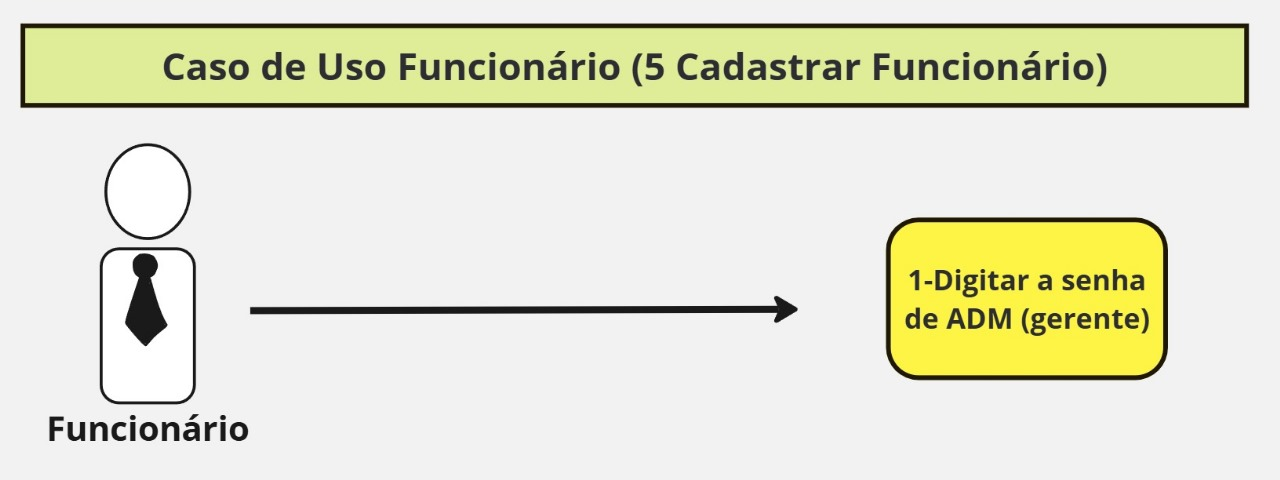 Caso de Uso Funcionário (5 Cadastrar Funcionário)
1-Digitar a senha
de ADM (gerente)
Funcionário